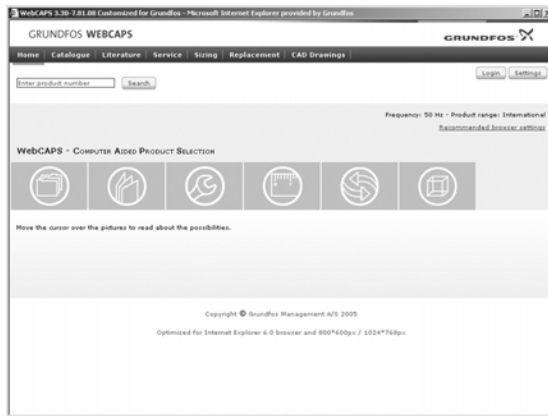 WebCAPS 3.30-7.81.08 Customized for Grundfos - Microsoft Internet Explorer provided by Grundfos
GRUNDFOS WEBCAPS
GRUNDFOS
Home Catalogue Literature Service Sizing Replacement CAD Drawings
Login Settings
Enter product number Search
Frequency: 50 Hz - Product range: International
Recommended browser settings
WebCAPS - Computer Aided Product Selection
Move the cursor over the pictures to read about the possibilities.
Copyright © Grundfos Management A/S 2005
Optimized for Internet Explorer 6.0 browser and 800*600px / 1024*768px